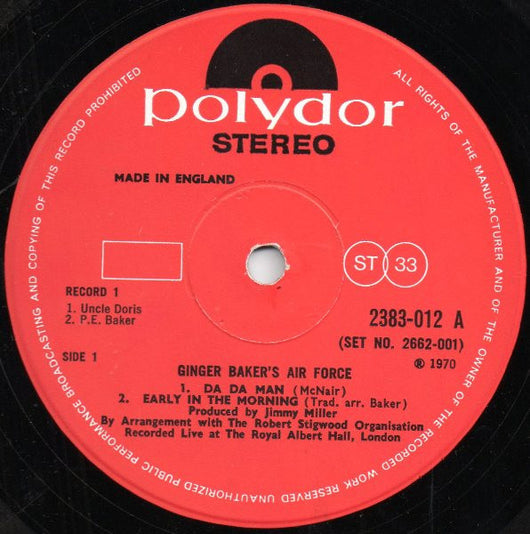 polydor
STEREO
MADE IN ENGLAND
ST 33
RECORD 1
1. Uncle Doris
2. P.E. Baker
2383-012 A
(SET NO. 2662-001)
℗ 1970
SIDE 1
GINGER BAKER'S AIR FORCE
1. DA DA MAN (McNair)
2. EARLY IN THE MORNING (Trad. arr. Baker)
Produced by Jimmy Miller
By Arrangement with The Robert Stigwood Organisation
Recorded Live at The Royal Albert Hall, London
ALL RIGHTS OF THE MANUFACTURER AND OF THE OWNER OF THE RECORDED WORK RESERVED UNAUTHORIZED PUBLIC PERFORMANCE BROADCASTING AND COPYING OF THIS RECORD PROHIBITED